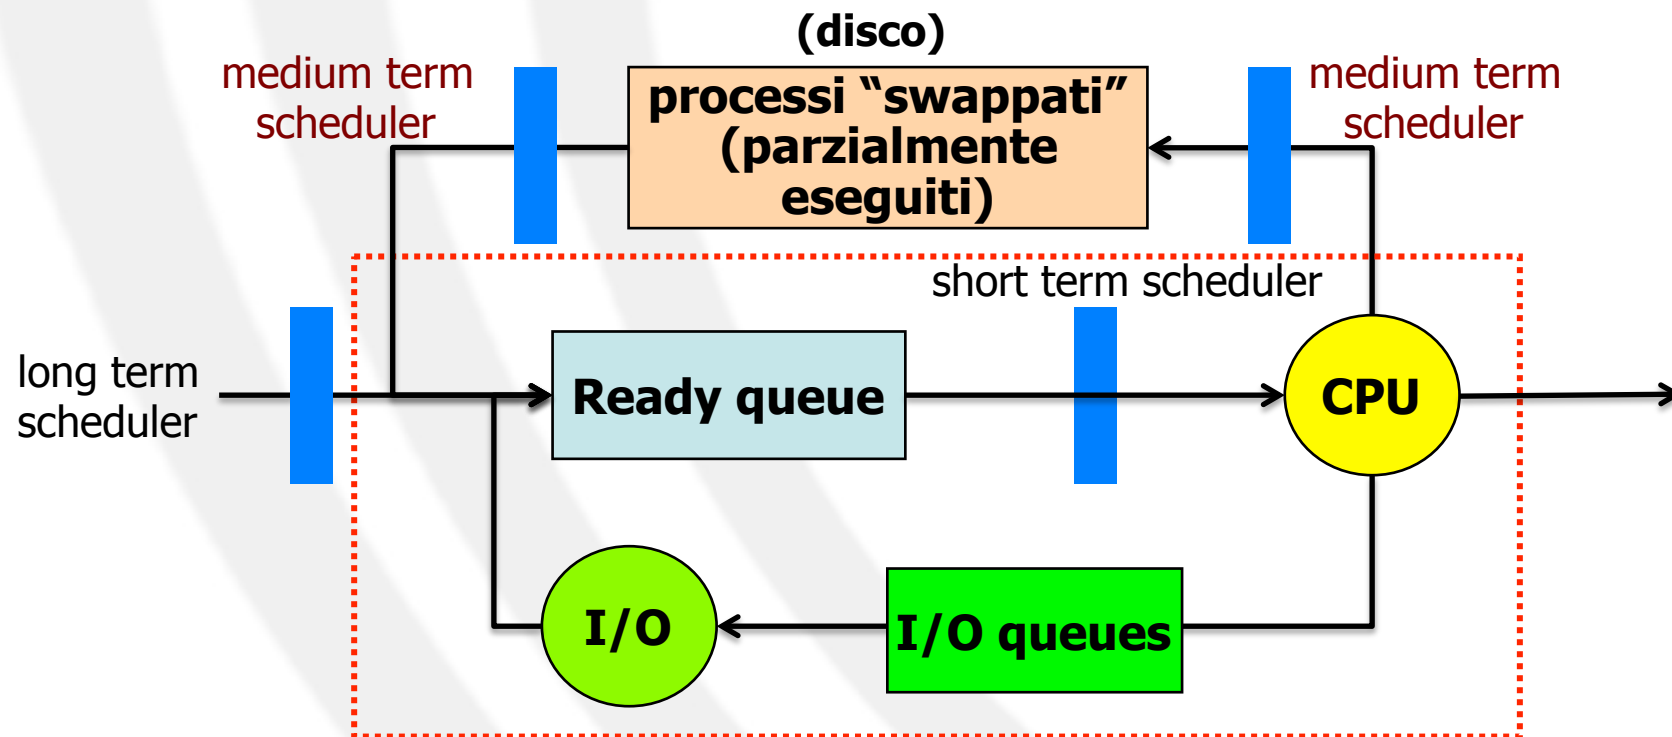 (disco)
medium term
scheduler
processi “swappati”
(parzialmente
eseguiti)
medium term
scheduler
short term scheduler
long term
scheduler
Ready queue
CPU
I/O
I/O queues